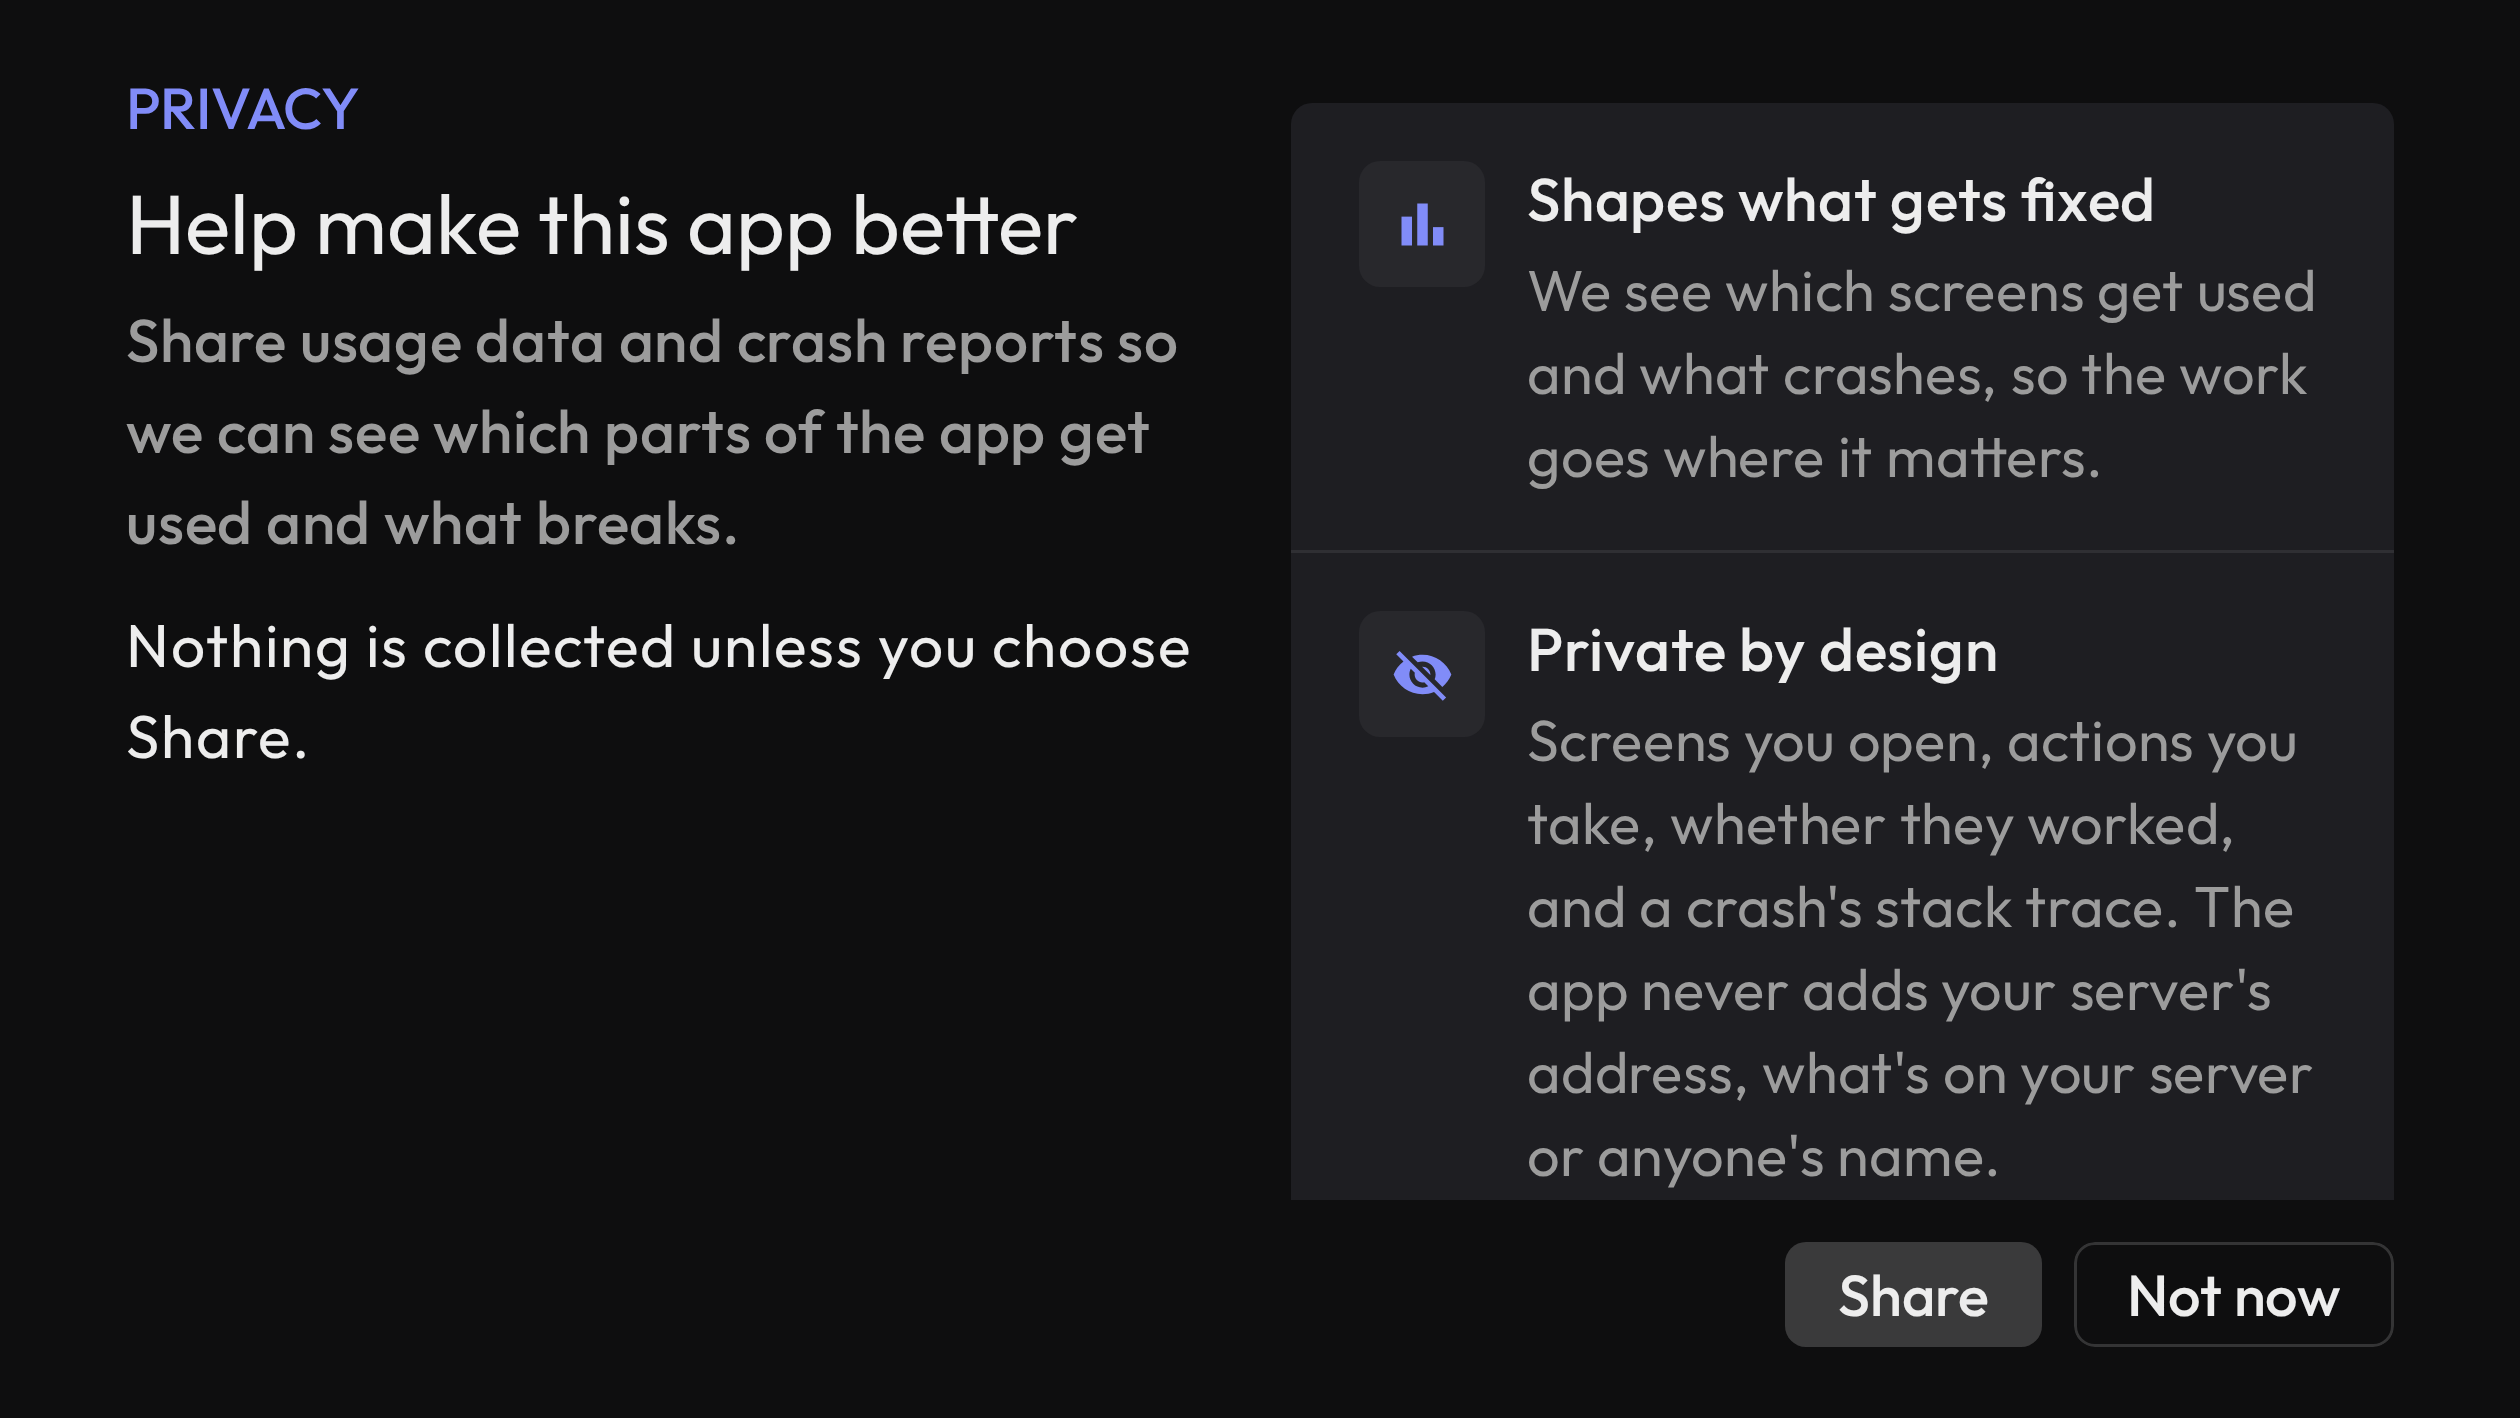 PRIVACY
Help make this app better
Share usage data and crash reports so
we can see which parts of the app get
used and what breaks.
Nothing is collected unless you choose
Share.
Shapes what gets fixed
We see which screens get used
and what crashes, so the work
goes where it matters.
Private by design
Screens you open, actions you
take, whether they worked,
and a crash's stack trace. The
app never adds your server's
address, what's on your server
or anyone's name.
Share
Not now